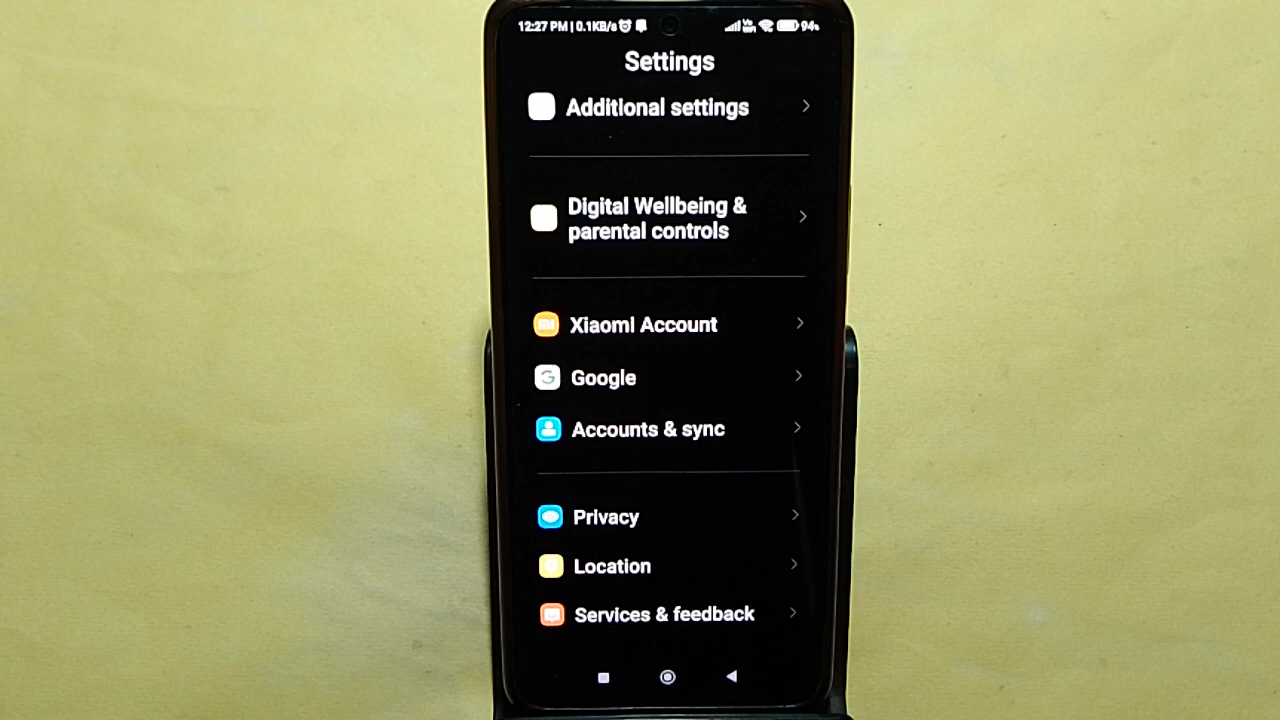 12:27 PM | 0.1KB/s 94%
Settings
Additional settings
Digital Wellbeing &
parental controls
Xiaomi Account
Google
Accounts & sync
Privacy
Location
Services & feedback